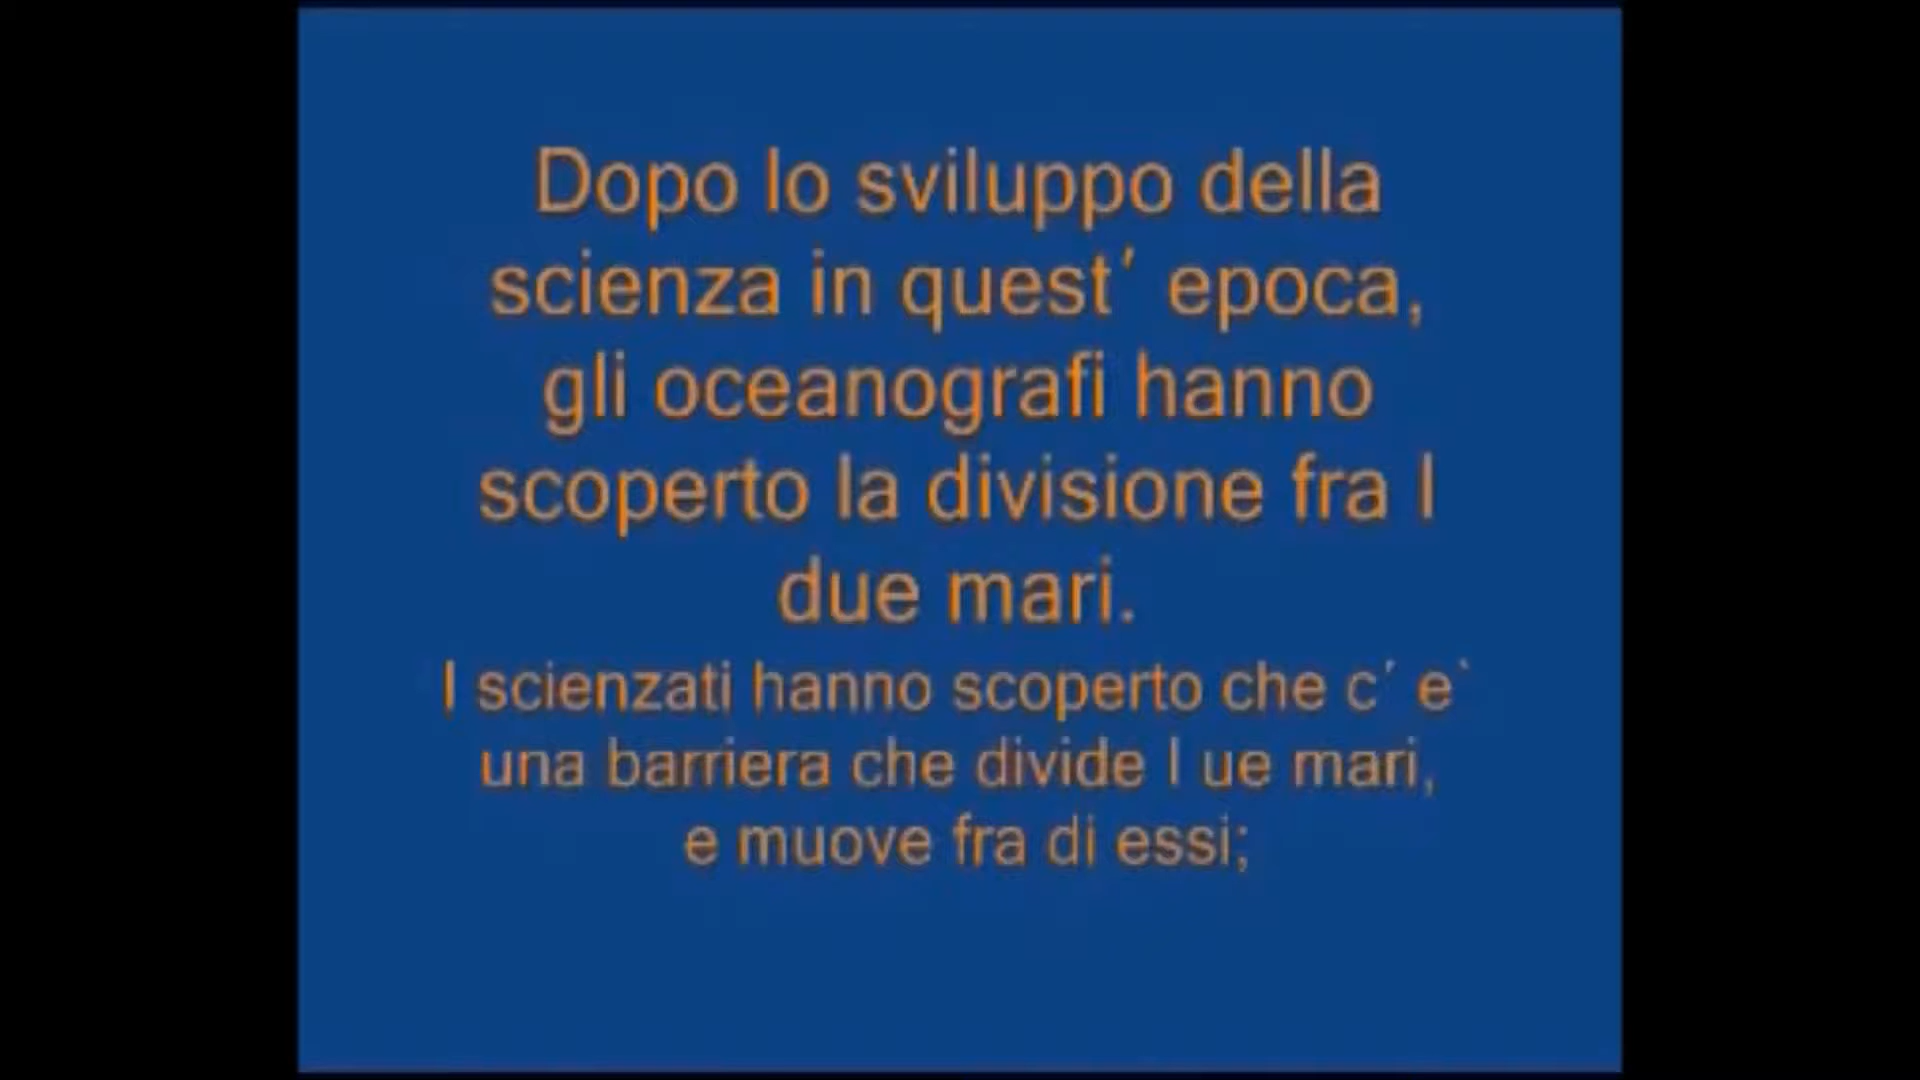 Dopo lo sviluppo della
scienza in quest’ epoca,
gli oceanografi hanno
scoperto la divisione fra I
due mari.
I scienzati hanno scoperto che c’ e`
una barriera che divide I ue mari,
e muove fra di essi;